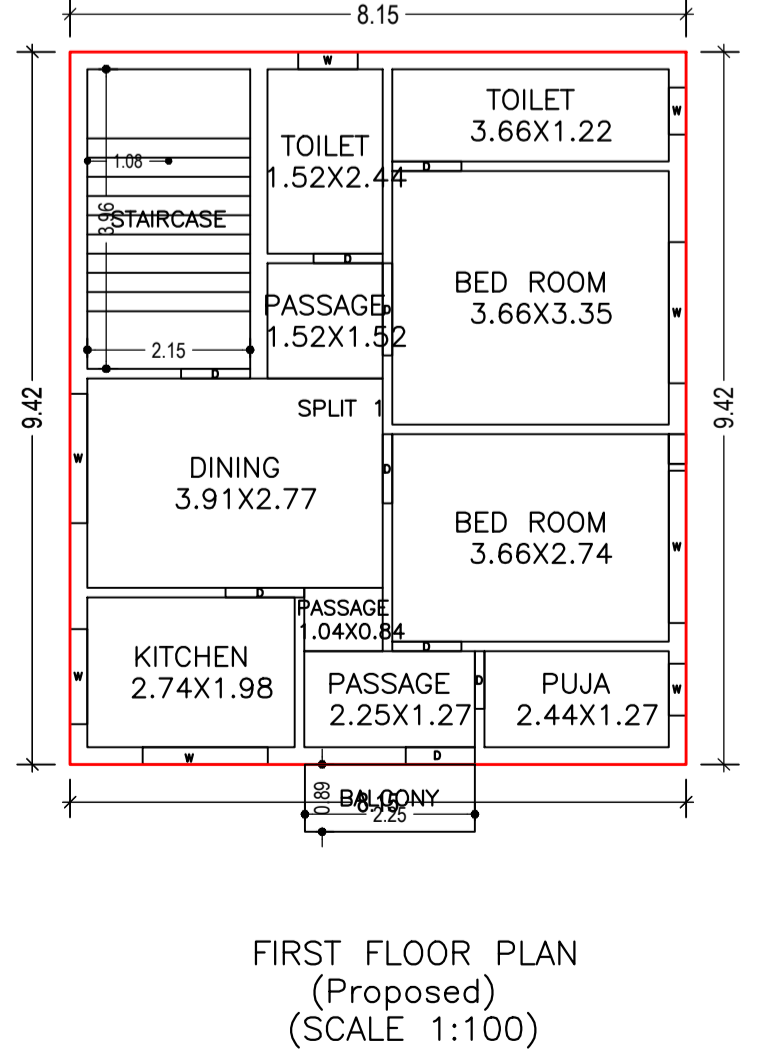 8.15
W
TOILET
3.66X1.22
W
TOILET
1.52X2.44
D
1.08
3.96
STAIRCASE
D
BED ROOM
3.66X3.35
W
PASSAGE
1.52X1.52
D
2.15
D
9.42
9.42
SPLIT 1
W
DINING
3.91X2.77
D
BED ROOM
3.66X2.74
W
D
PASSAGE
1.04X0.84
D
KITCHEN
2.74X1.98
W
PASSAGE
2.25X1.27
D
PUJA
2.44X1.27
W
W
D
0.89
BALCONY
8.15
2.25
FIRST FLOOR PLAN
(Proposed)
(SCALE 1:100)